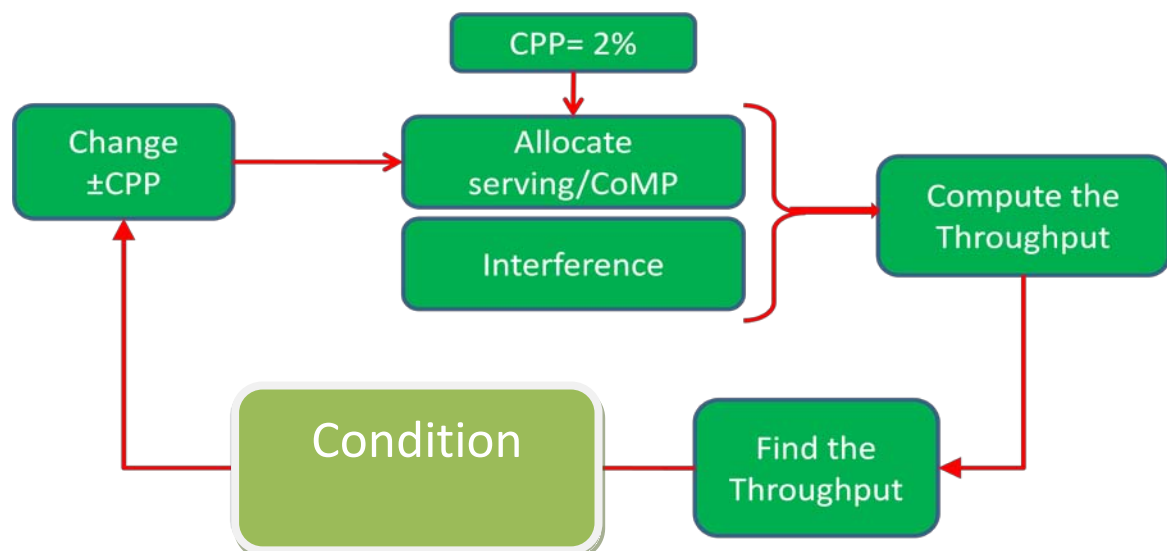 CPP= 2%
Change
±CPP
Allocate
serving/CoMP
Interference
Compute the
Throughput
Condition
Find the
Throughput